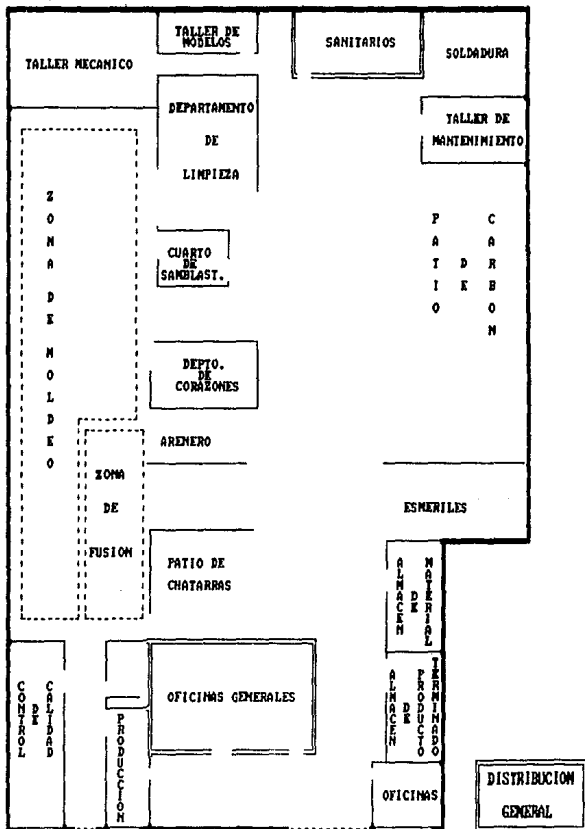 TALLER DE
MODELOS
SANITARIOS
SOLDADURA
TALLER MECANICO
DEPARTAMENTO
DE
LIMPIEZA
TALLER DE
MANTENIMIENTO
ZONA DE MOLDEO
PATIO
DE
CARBON
CUARTO
DE
SAMBLAST.
DEPTO.
DE
CORAZONES
ARENERO
ZONA
DE
FUSION
ESMERILES
PATIO DE
CHATARRAS
ALMACEN
DE
MATERIAL
CONTROL
DE
CALIDAD
PRODUCCION
OFICINAS GENERALES
ALMACEN
DE
PRODUCTO
TERMINADO
OFICINAS
DISTRIBUCION
GENERAL